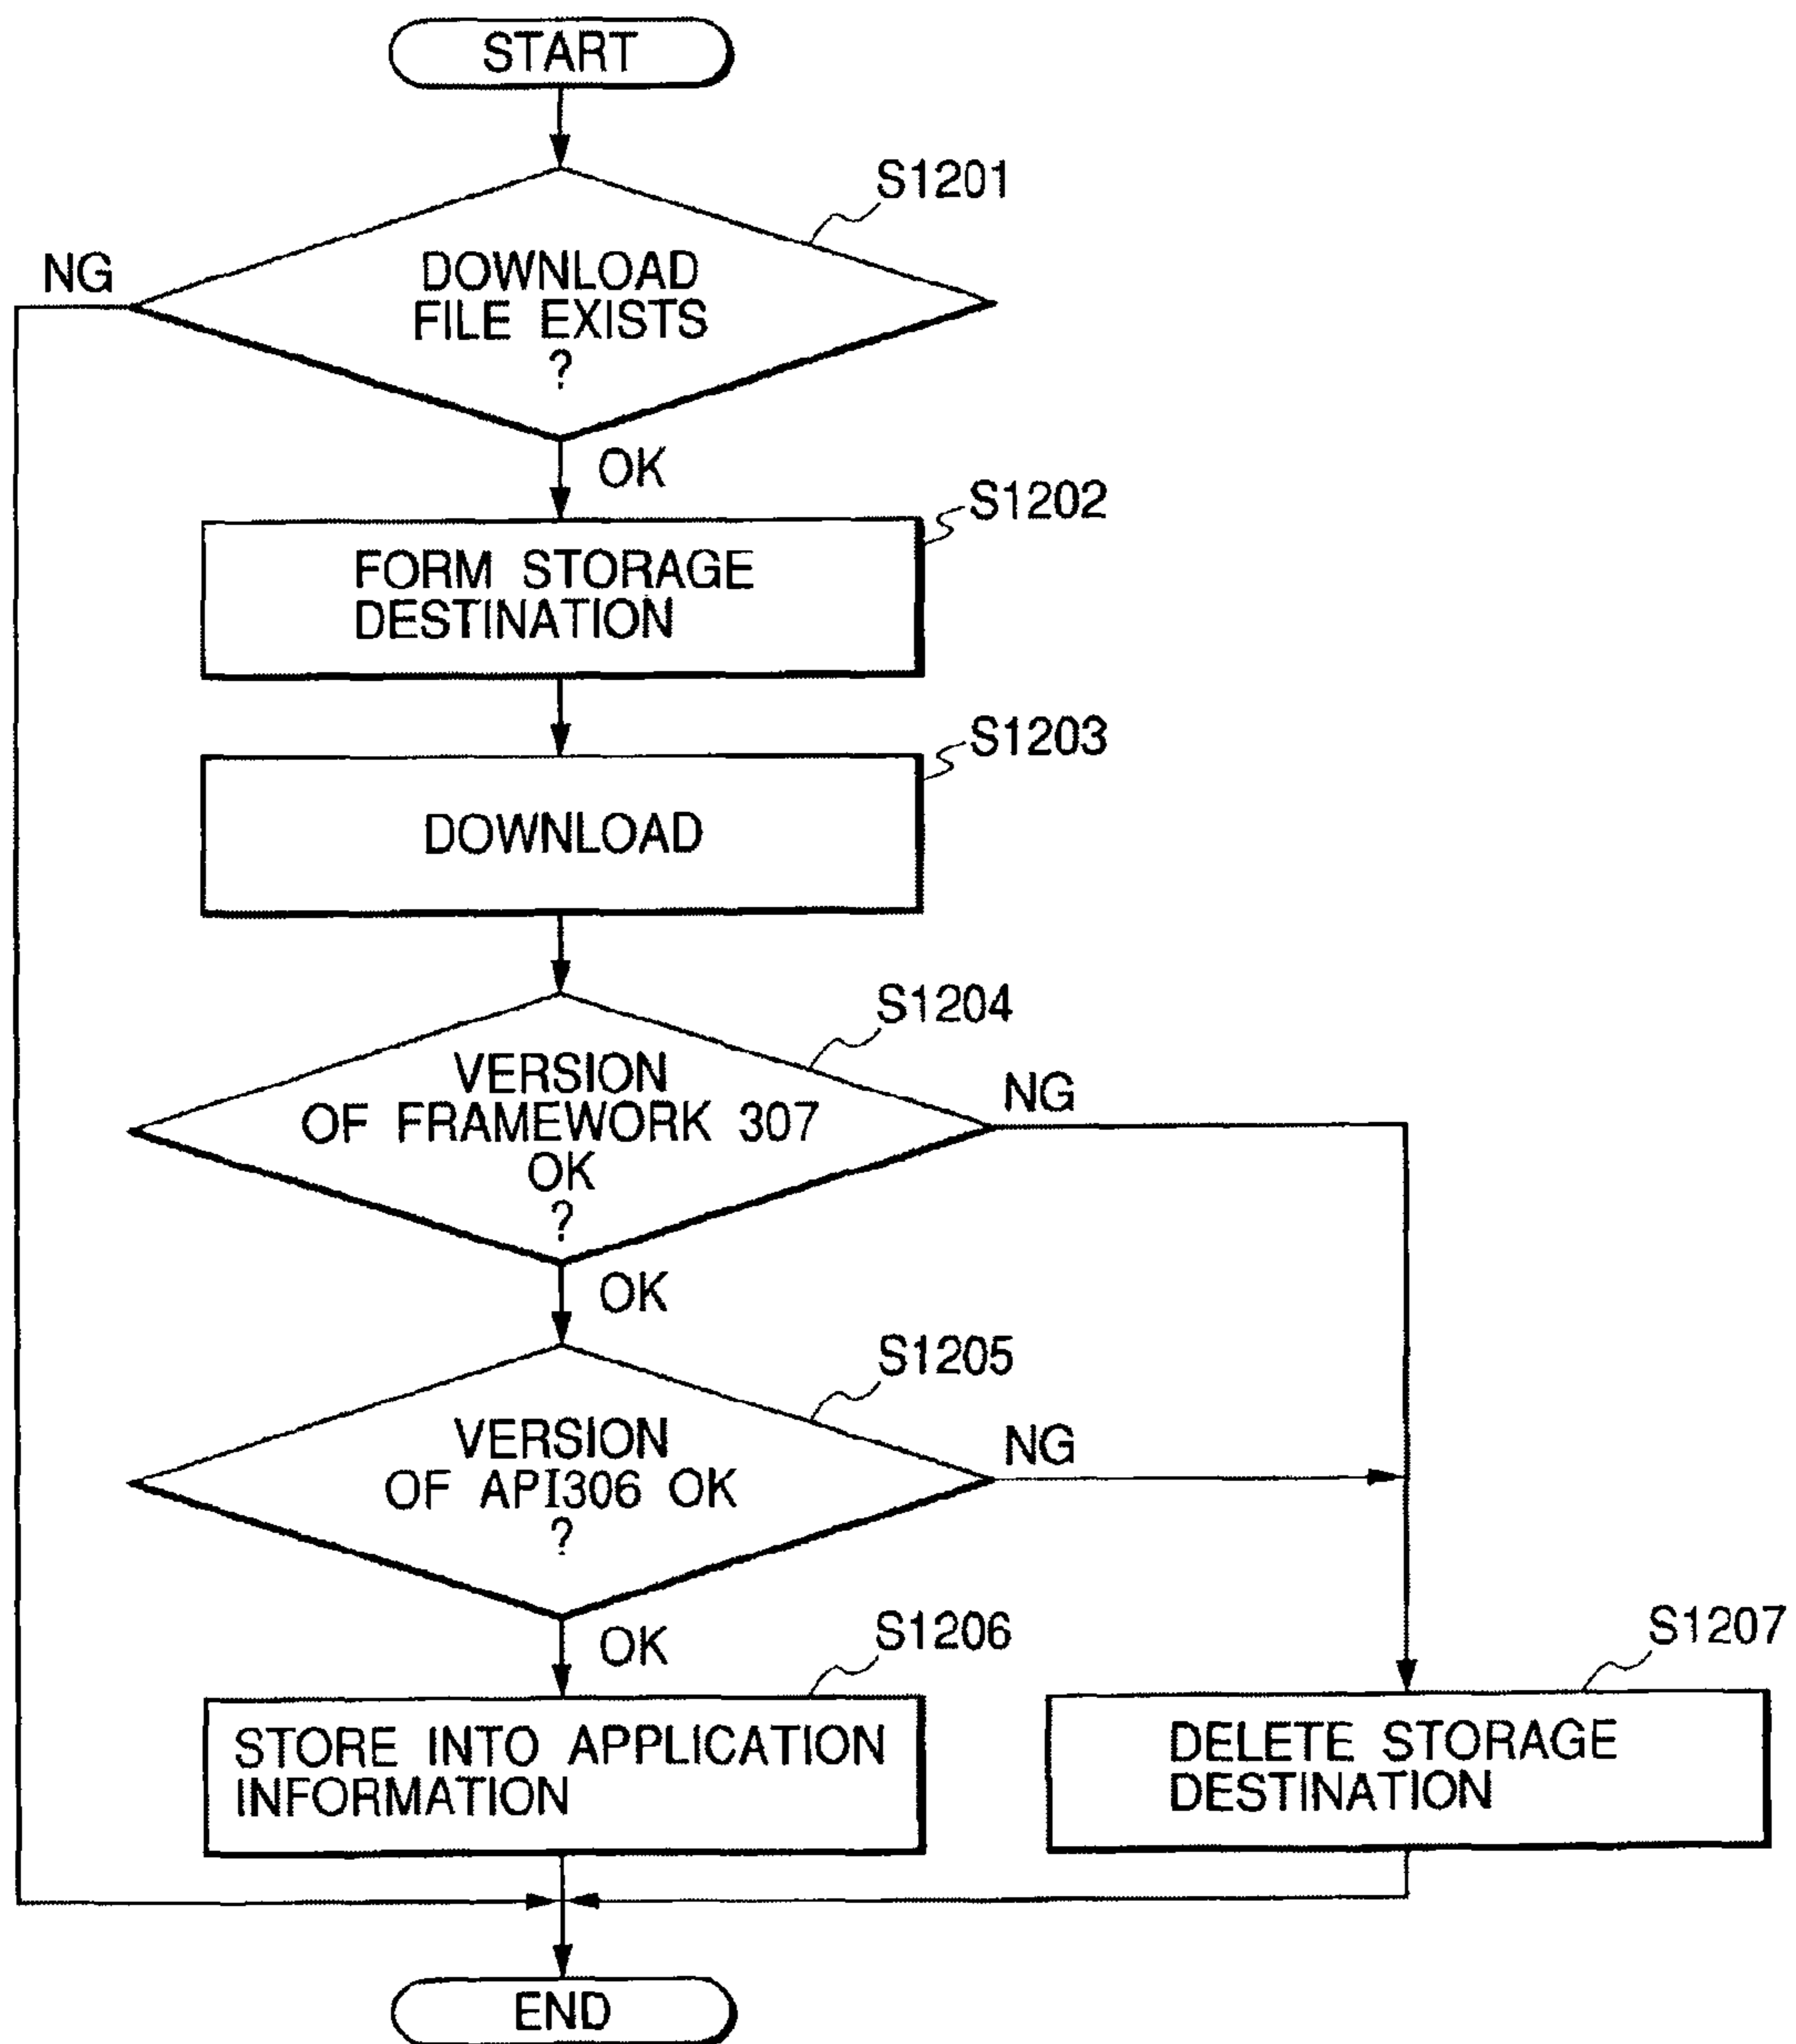 START
S1201
NG
DOWNLOAD
FILE EXISTS
?
OK
S1202
FORM STORAGE
DESTINATION
S1203
DOWNLOAD
S1204
VERSION
OF FRAMEWORK 307
OK
?
NG
OK
S1205
VERSION
OF API306 OK
?
NG
OK
S1206
STORE INTO APPLICATION
INFORMATION
S1207
DELETE STORAGE
DESTINATION
END